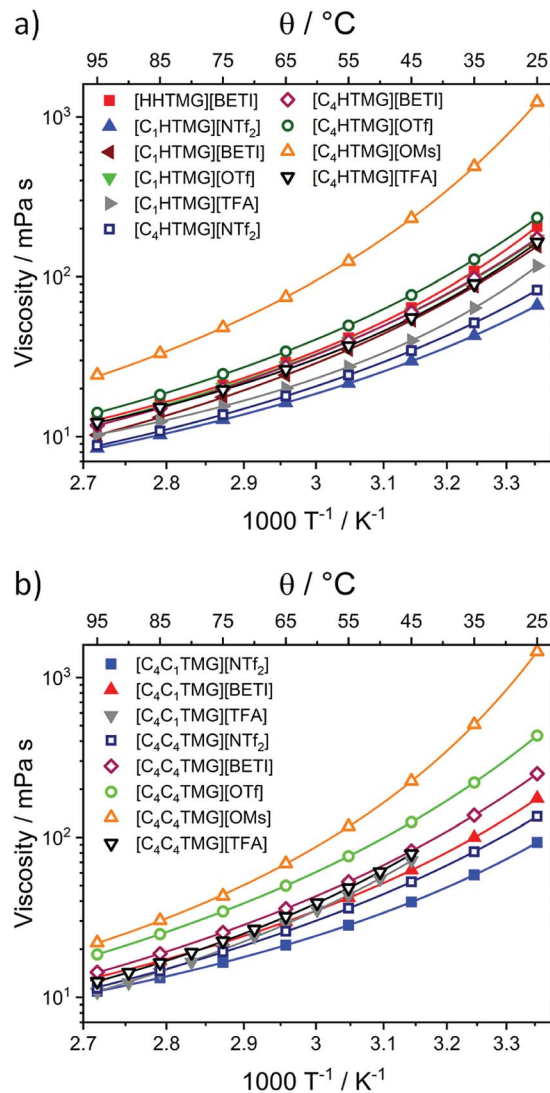 a)
θ / °C
95 85 75 65 55 45 35 25
Viscosity / mPa s
10³
10²
10¹
[HHTMG][BETI]
[C₁HTMG][NTf₂]
[C₁HTMG][BETI]
[C₁HTMG][OTf]
[C₁HTMG][TFA]
[C₄HTMG][NTf₂]
[C₄HTMG][BETI]
[C₄HTMG][OTf]
[C₄HTMG][OMs]
[C₄HTMG][TFA]
2.7 2.8 2.9 3 3.1 3.2 3.3
1000 T⁻¹ / K⁻¹
b)
θ / °C
95 85 75 65 55 45 35 25
Viscosity / mPa s
10³
10²
10¹
[C₄C₁TMG][NTf₂]
[C₄C₁TMG][BETI]
[C₄C₁TMG][TFA]
[C₄C₄TMG][NTf₂]
[C₄C₄TMG][BETI]
[C₄C₄TMG][OTf]
[C₄C₄TMG][OMs]
[C₄C₄TMG][TFA]
2.7 2.8 2.9 3 3.1 3.2 3.3
1000 T⁻¹ / K⁻¹